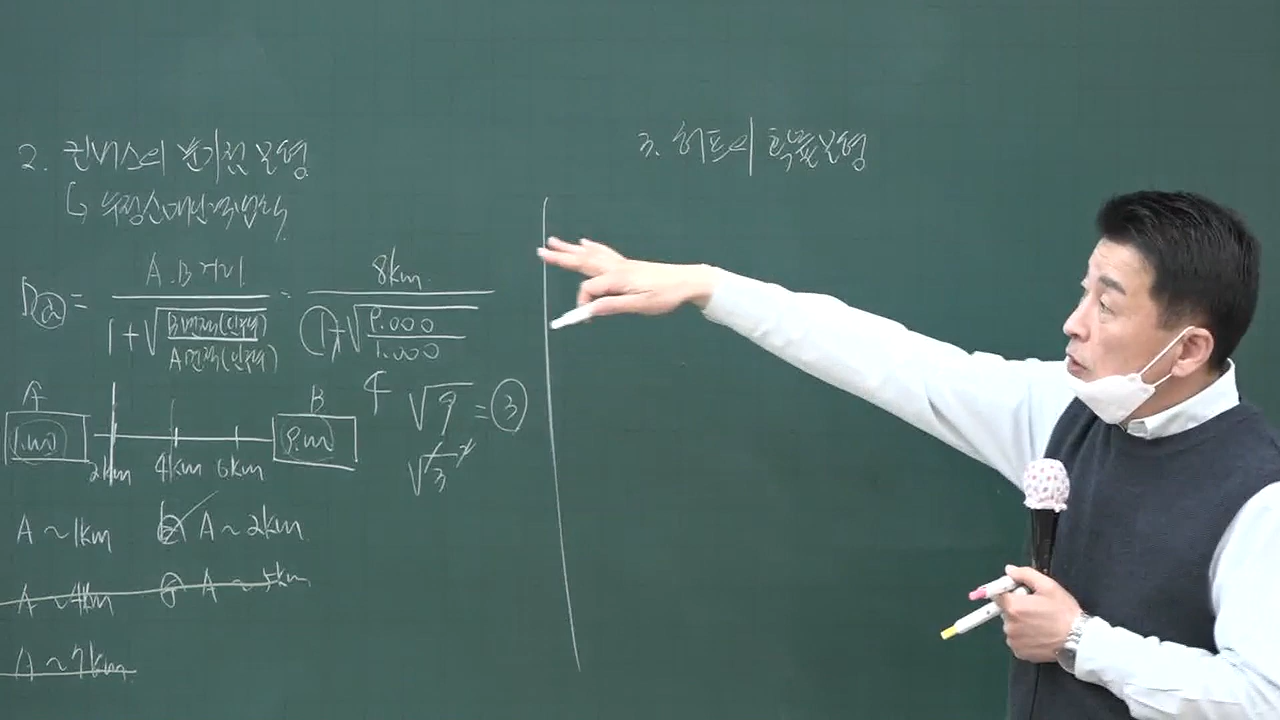 2. 컨버스의 분기점 모형
↳ 수정소매인력법칙
D(a) = A.B거리 / 1+√(B면적(인구) / A면적(인구)) = 8km / 1+√(9.000 / 1.000)
4 √9 = 3
A B
1.000 9.000
2km 4km 6km
A~1km ② A~2km
A~4km A~5km
A~7km
3. 허프의 확률모형